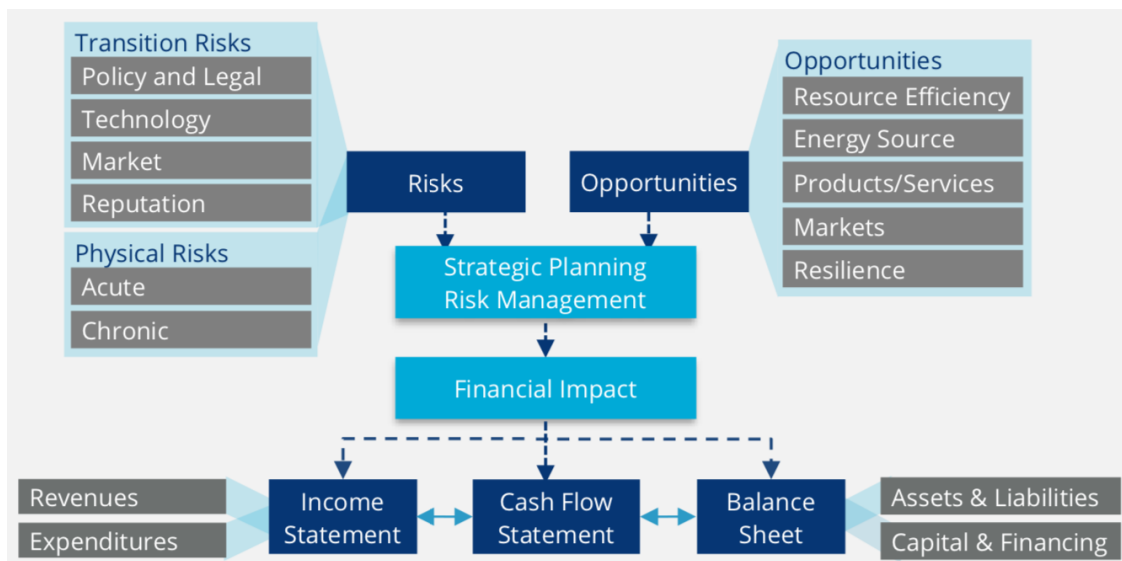 Transition Risks
Policy and Legal
Technology
Market
Reputation
Physical Risks
Acute
Chronic
Risks
Opportunities
Opportunities
Resource Efficiency
Energy Source
Products/Services
Markets
Resilience
Strategic Planning
Risk Management
Financial Impact
Revenues
Expenditures
Income
Statement
Cash Flow
Statement
Balance
Sheet
Assets & Liabilities
Capital & Financing